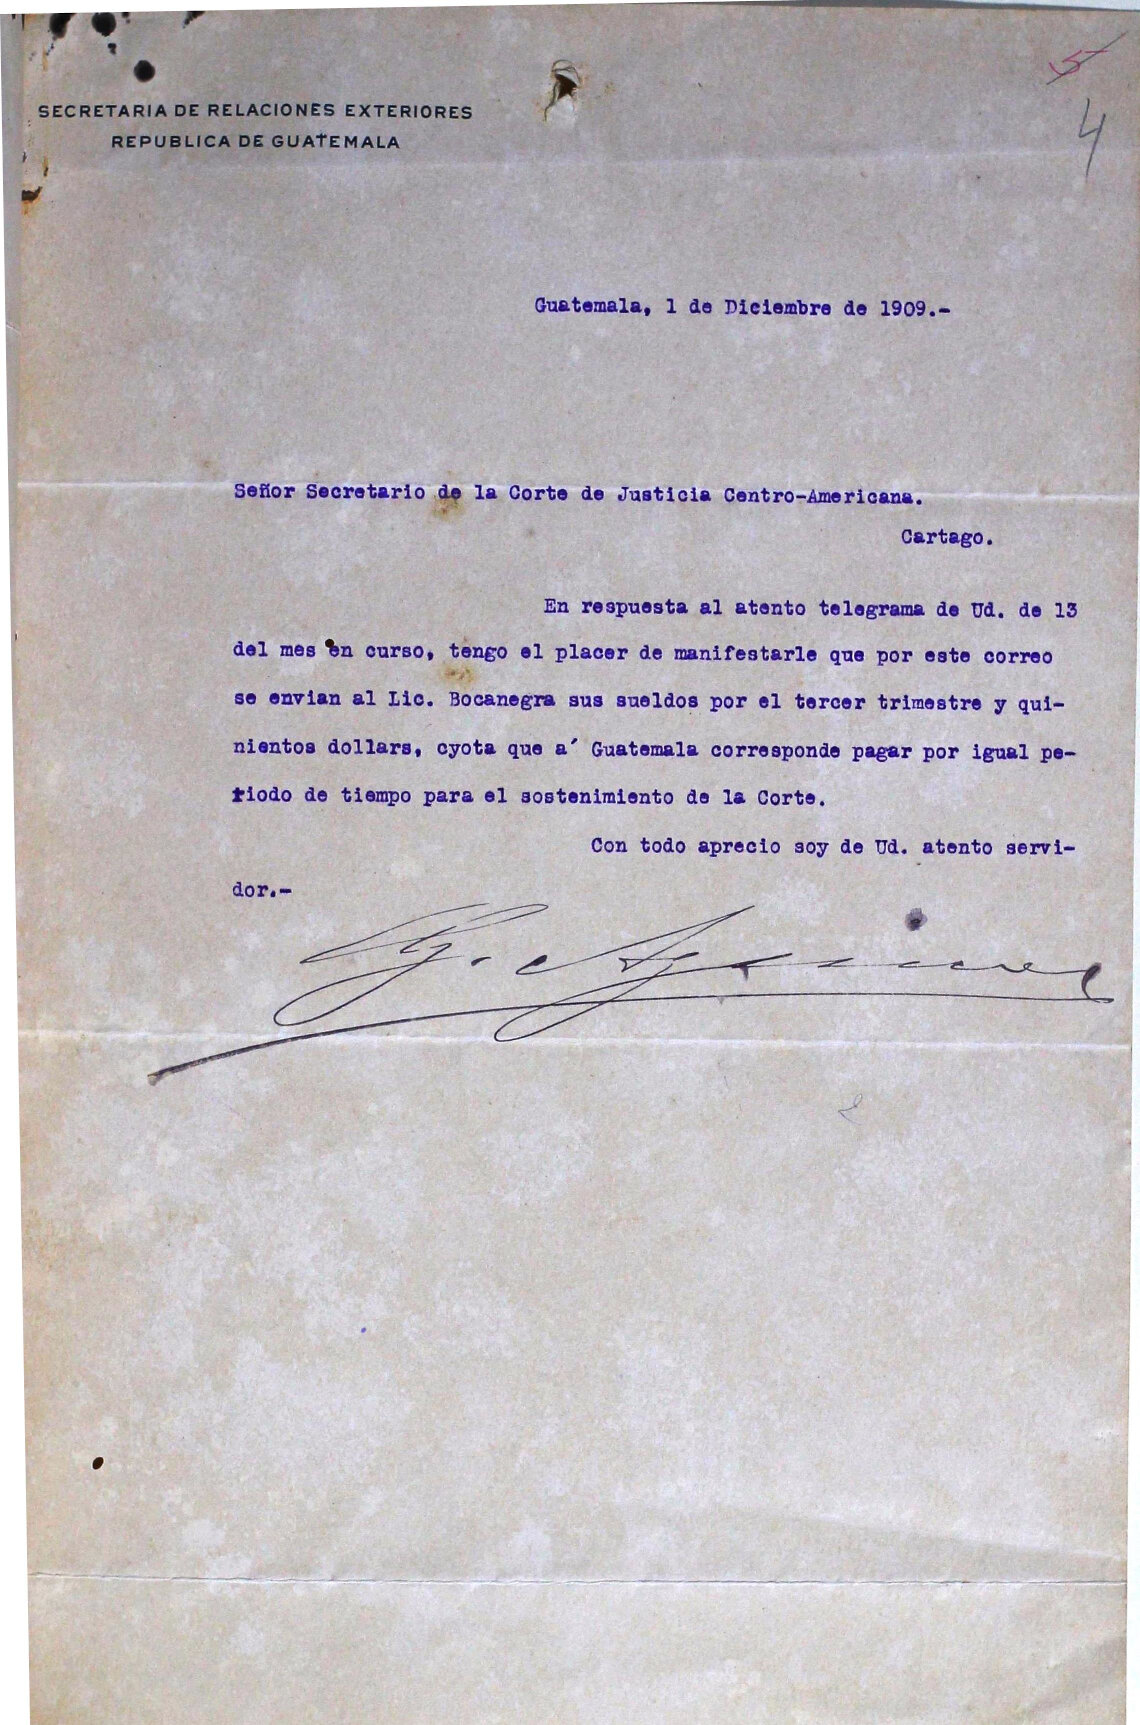 5
4
SECRETARIA DE RELACIONES EXTERIORES
REPUBLICA DE GUATEMALA
Guatemala, 1 de Diciembre de 1909.-
Señor Secretario de la Corte de Justicia Centro-Americana.
Cartago.
En respuesta al atento telegrama de Ud. de 13
del mes en curso, tengo el placer de manifestarle que por este correo
se envian al Lic. Bocanegra sus sueldos por el tercer trimestre y qui-
nientos dollars, cyota que a´ Guatemala corresponde pagar por igual pe-
riodo de tiempo para el sostenimiento de la Corte.
Con todo aprecio soy de Ud. atento servi-
dor.-